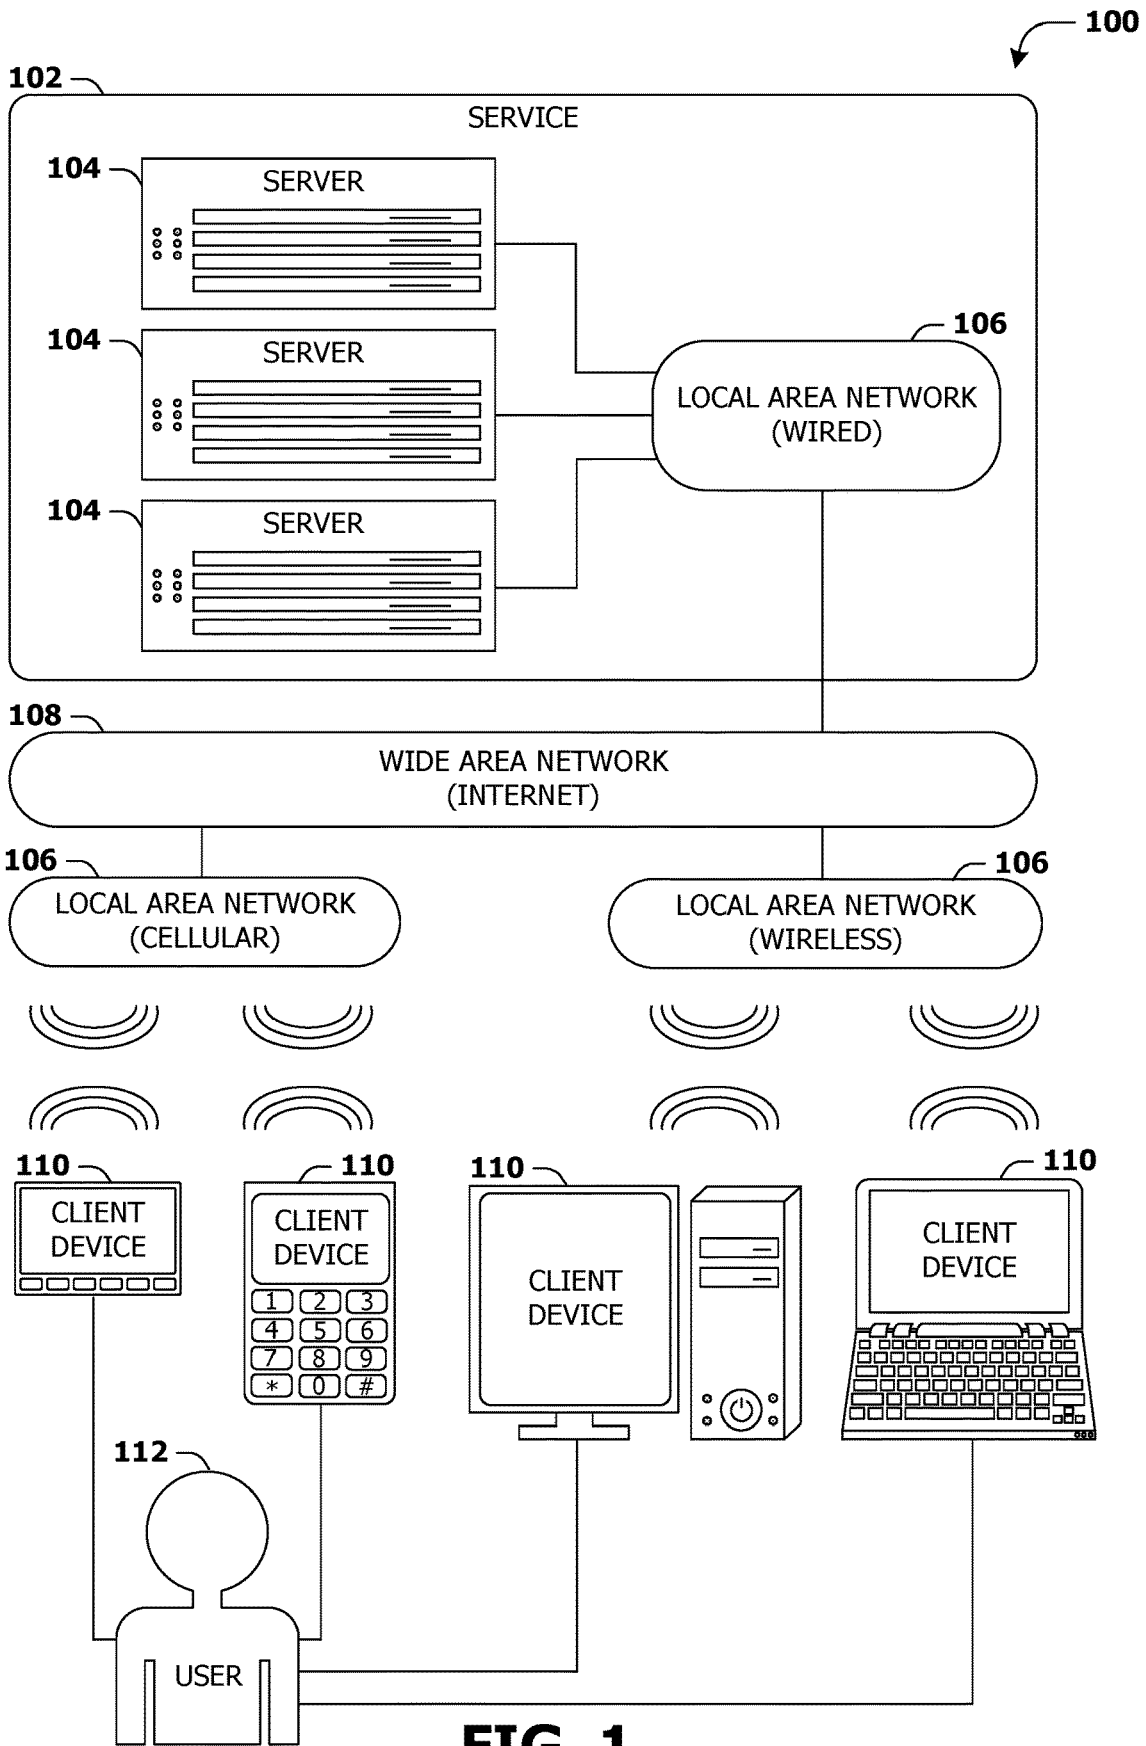 100
102
SERVICE
104
SERVER
104
SERVER
106
LOCAL AREA NETWORK
(WIRED)
104
SERVER
108
WIDE AREA NETWORK
(INTERNET)
106
LOCAL AREA NETWORK
(CELLULAR)
106
LOCAL AREA NETWORK
(WIRELESS)
110
CLIENT
DEVICE
110
CLIENT
DEVICE
1 2 3
4 5 6
7 8 9
* 0 #
110
CLIENT
DEVICE
110
CLIENT
DEVICE
112
USER
FIG. 1